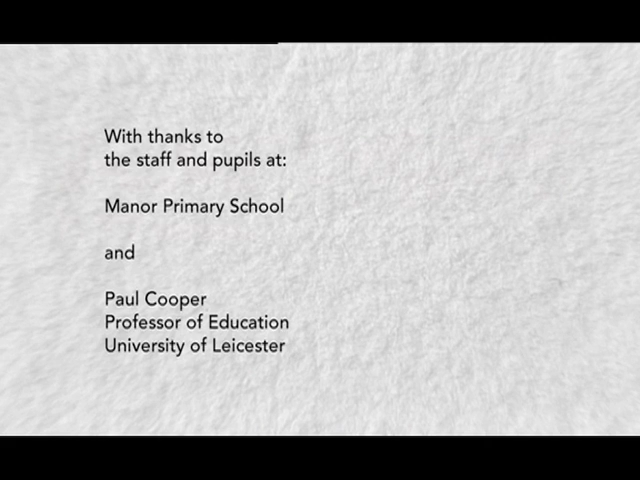 With thanks to
the staff and pupils at:
Manor Primary School
and
Paul Cooper
Professor of Education
University of Leicester